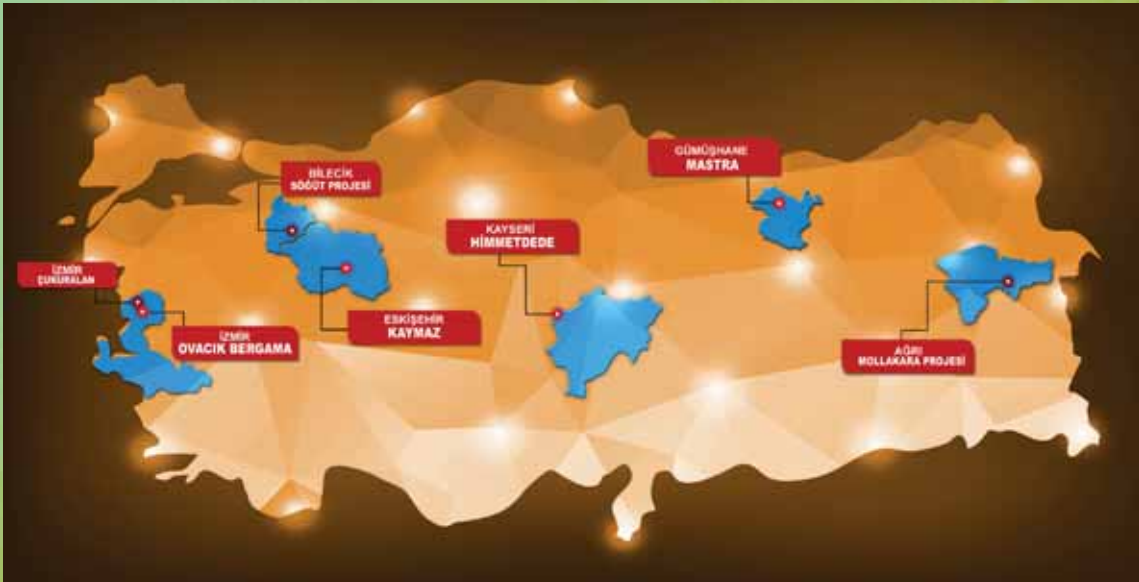 BİLECİK
SÖĞÜT PROJESİ
GÜMÜŞHANE
MASTRA
KAYSERİ
HİMMETDEDE
İZMİR
ÇUKURALAN
İZMİR
OVACIK BERGAMA
ESKİŞEHİR
KAYMAZ
AĞRI
MOLLAKARA PROJESİ